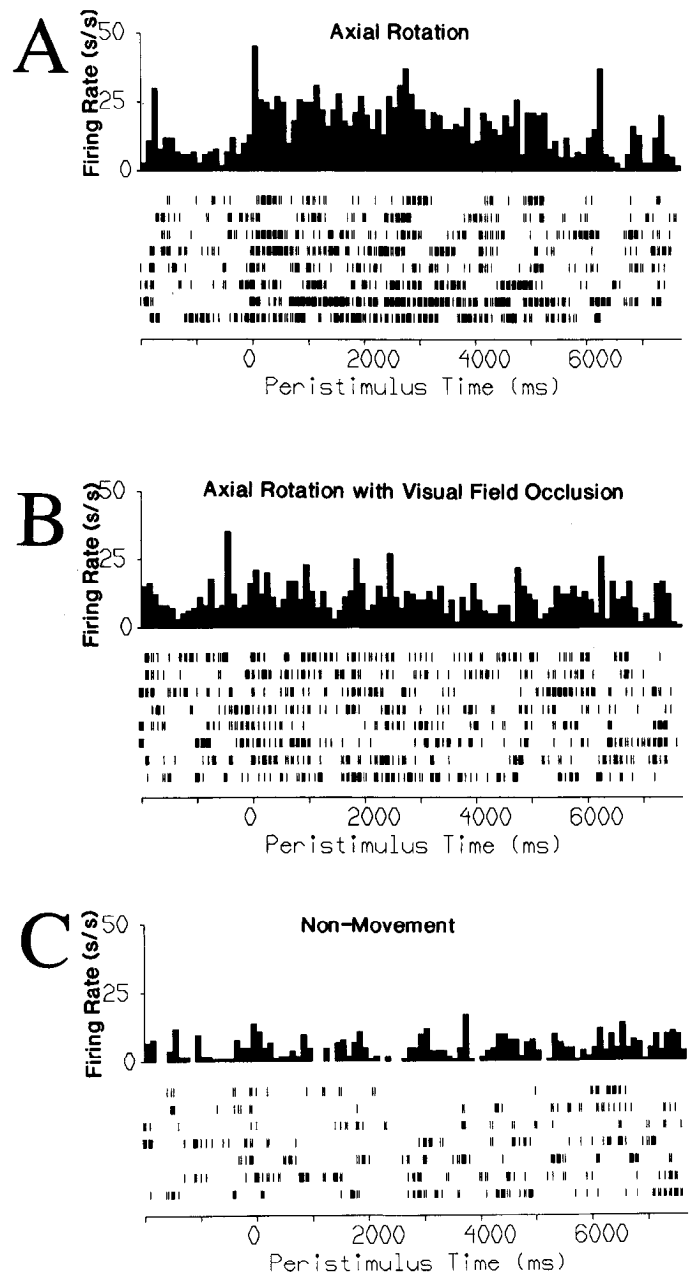 A
Axial Rotation
Firing Rate (s/s)
50
25
0
0 2000 4000 6000
Peristimulus Time (ms)
B
Axial Rotation with Visual Field Occlusion
Firing Rate (s/s)
50
25
0
0 2000 4000 6000
Peristimulus Time (ms)
C
Non-Movement
Firing Rate (s/s)
50
25
0
0 2000 4000 6000
Peristimulus Time (ms)